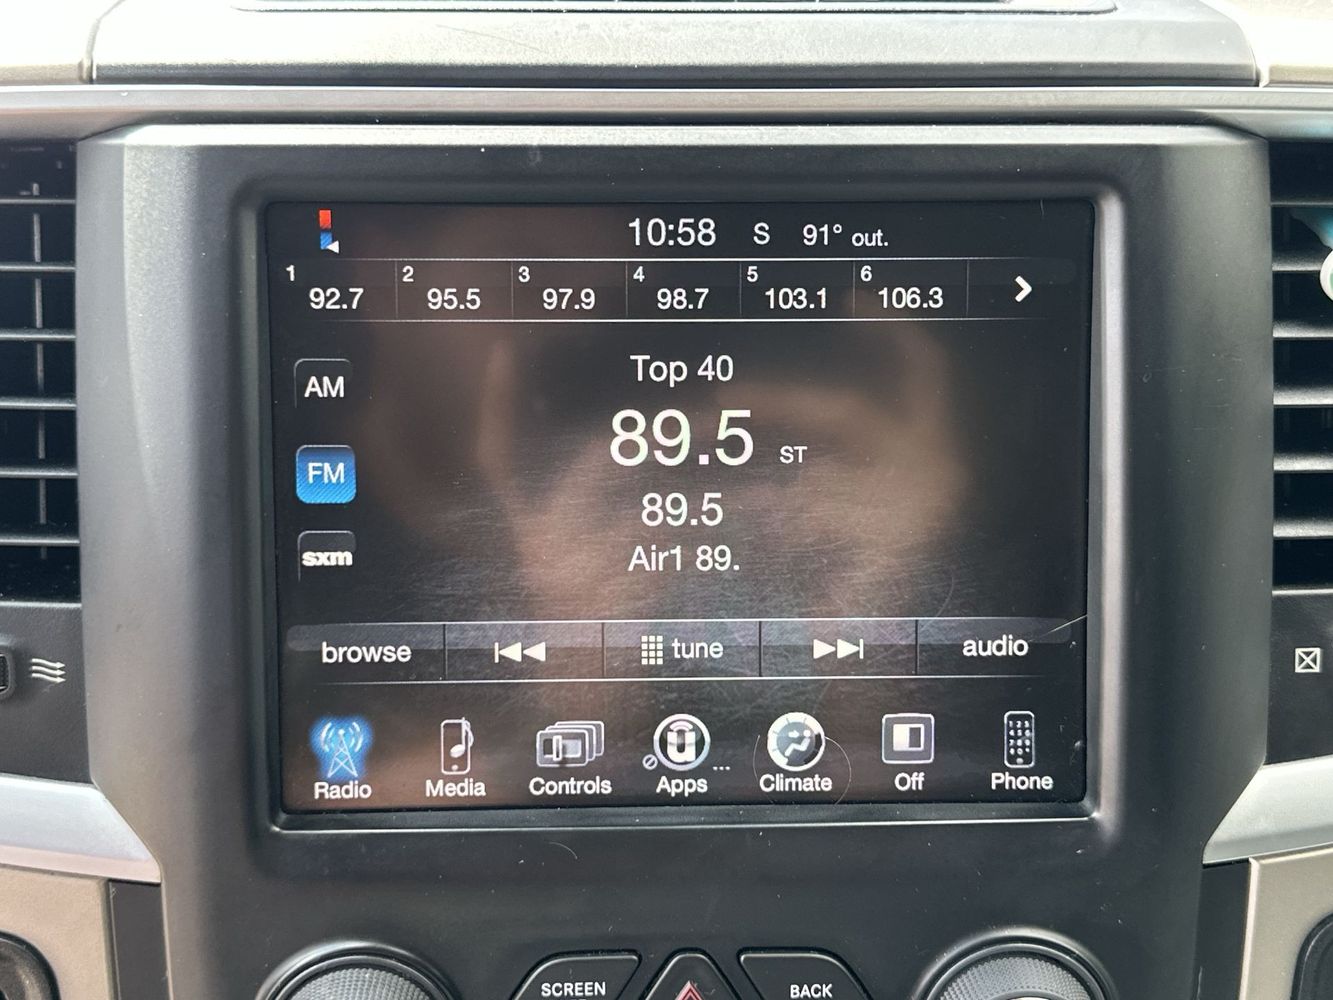 10:58 S 91° out.
1 92.7 2 95.5 3 97.9 4 98.7 5 103.1 6 106.3
Top 40
AM
89.5 ST
FM
89.5
sxm
Air1 89.
browse tune audio
Radio Media Controls Apps ... Climate Off Phone
SCREEN BACK